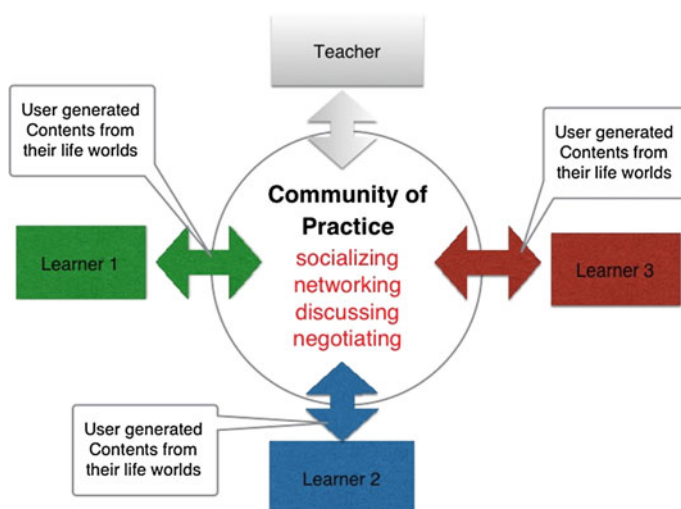 Teacher
User generated
Contents from
their life worlds
User generated
Contents from
their life worlds
Community of
Practice
socializing
networking
discussing
negotiating
Learner 1
Learner 3
User generated
Contents from
their life worlds
Learner 2